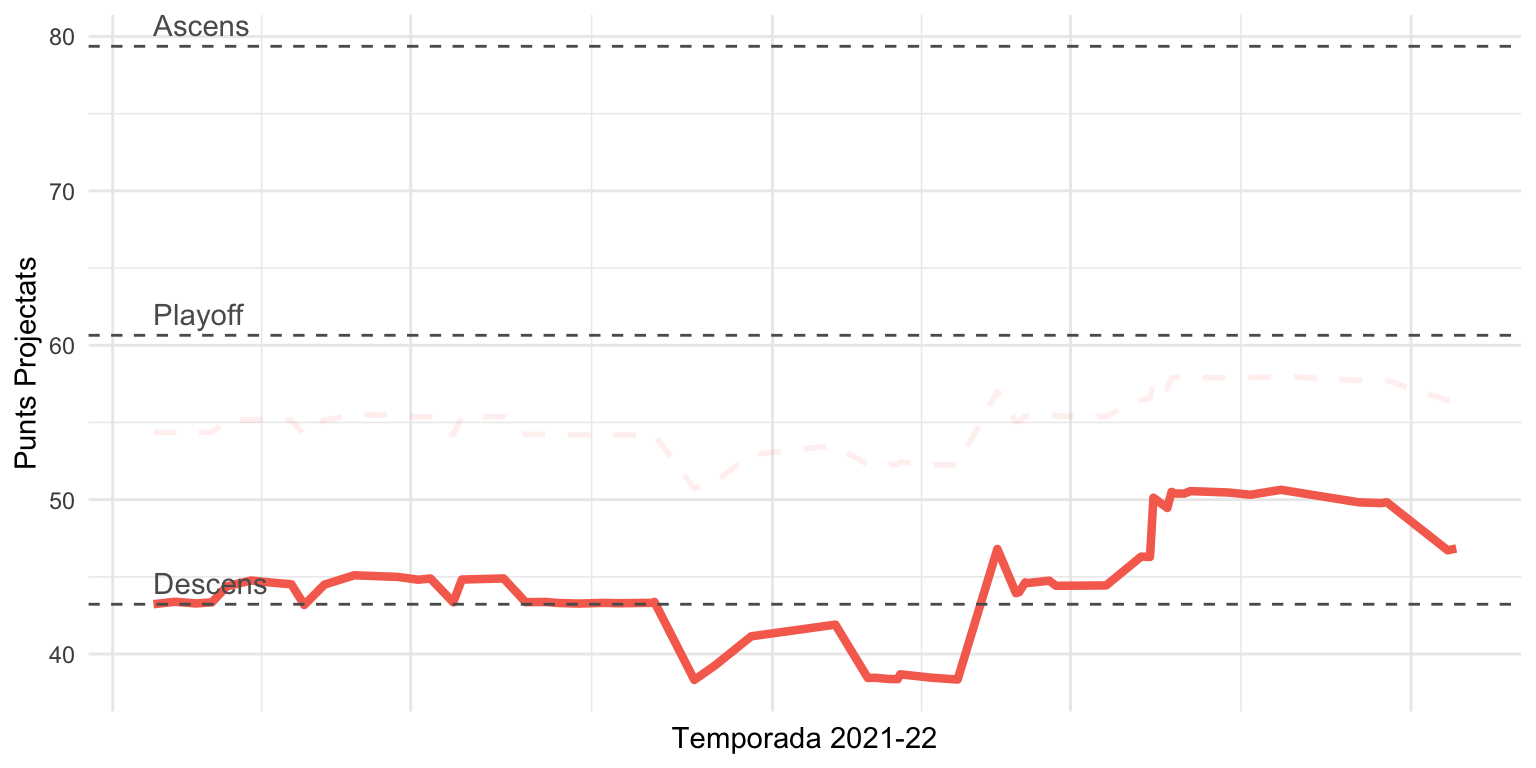 Ascens
80
70
Playoff
60
50
Descens
40
Punts Projectats
Temporada 2021-22